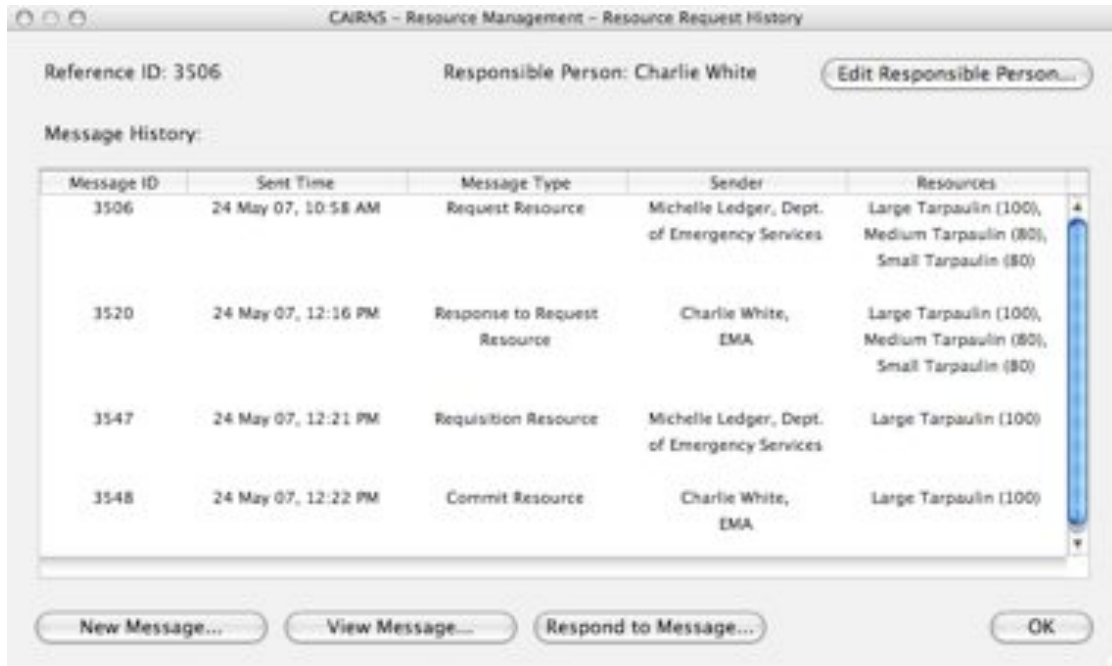 CAIRNS – Resource Management – Resource Request History
Reference ID: 3506 Responsible Person: Charlie White Edit Responsible Person...
Message History:
Message ID Sent Time Message Type Sender Resources
3506 24 May 07, 10:58 AM Request Resource Michelle Ledger, Dept. Large Tarpaulin (100),
of Emergency Services Medium Tarpaulin (80),
Small Tarpaulin (80)
3520 24 May 07, 12:16 PM Response to Request Charlie White, Large Tarpaulin (100),
Resource EMA Medium Tarpaulin (80),
Small Tarpaulin (80)
3547 24 May 07, 12:21 PM Requisition Resource Michelle Ledger, Dept. Large Tarpaulin (100)
of Emergency Services
3548 24 May 07, 12:22 PM Commit Resource Charlie White, Large Tarpaulin (100)
EMA
New Message... View Message... Respond to Message... OK